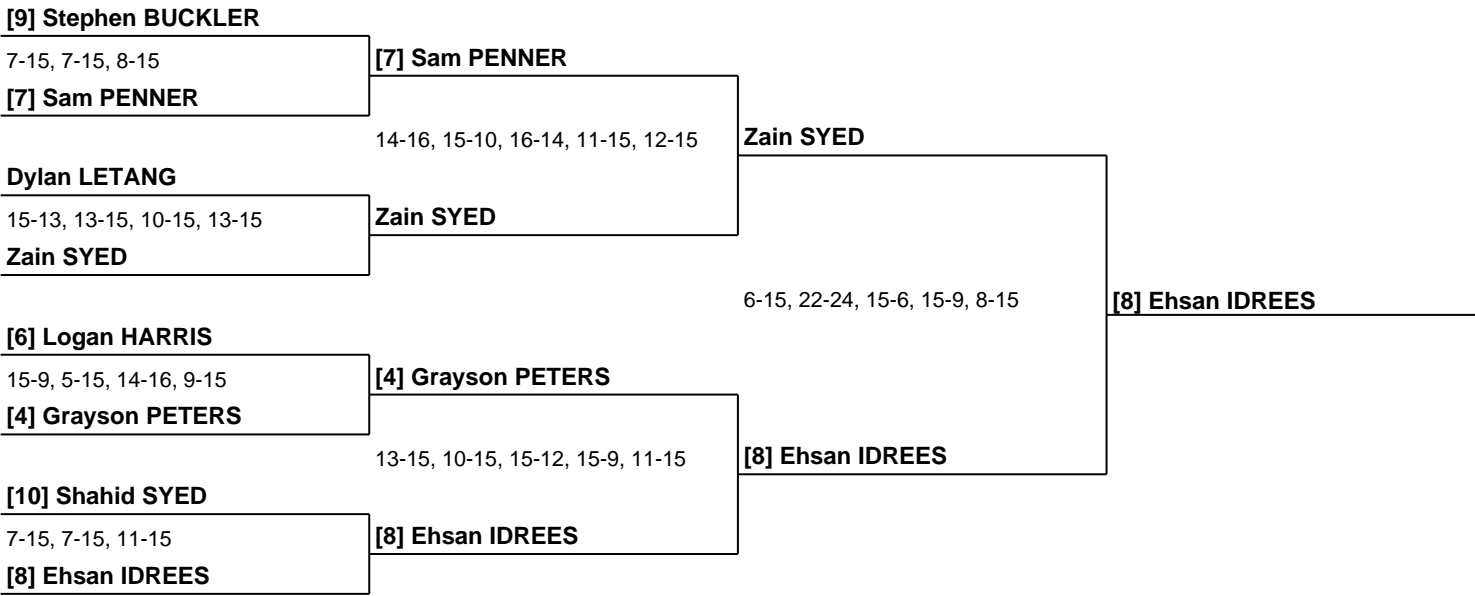 [9] Stephen BUCKLER
7-15, 7-15, 8-15
[7] Sam PENNER
[7] Sam PENNER
14-16, 15-10, 16-14, 11-15, 12-15
Zain SYED
Dylan LETANG
15-13, 13-15, 10-15, 13-15
Zain SYED
Zain SYED
6-15, 22-24, 15-6, 15-9, 8-15
[8] Ehsan IDREES
[6] Logan HARRIS
15-9, 5-15, 14-16, 9-15
[4] Grayson PETERS
[4] Grayson PETERS
13-15, 10-15, 15-12, 15-9, 11-15
[8] Ehsan IDREES
[10] Shahid SYED
7-15, 7-15, 11-15
[8] Ehsan IDREES
[8] Ehsan IDREES